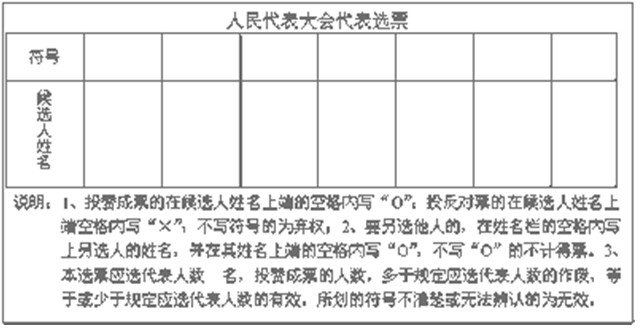 人民代表大会代表选票
符号
候选人姓名
说明：1、投赞成票的在候选人姓名上端的空格内写“O”；投反对票的在候选人姓名上
端空格内写“×”；不写符号的为弃权；2、要另选他人的，在姓名栏的空格内写
上另选人的姓名，并在其姓名上端的空格内写“O”，不写“O”的不计得票。3、
本选票应选代表人数 名，投赞成票的人数，多于规定应选代表人数的作废，等
于或少于规定应选代表人数的有效，所划的符号不清楚或无法辨认的为无效。